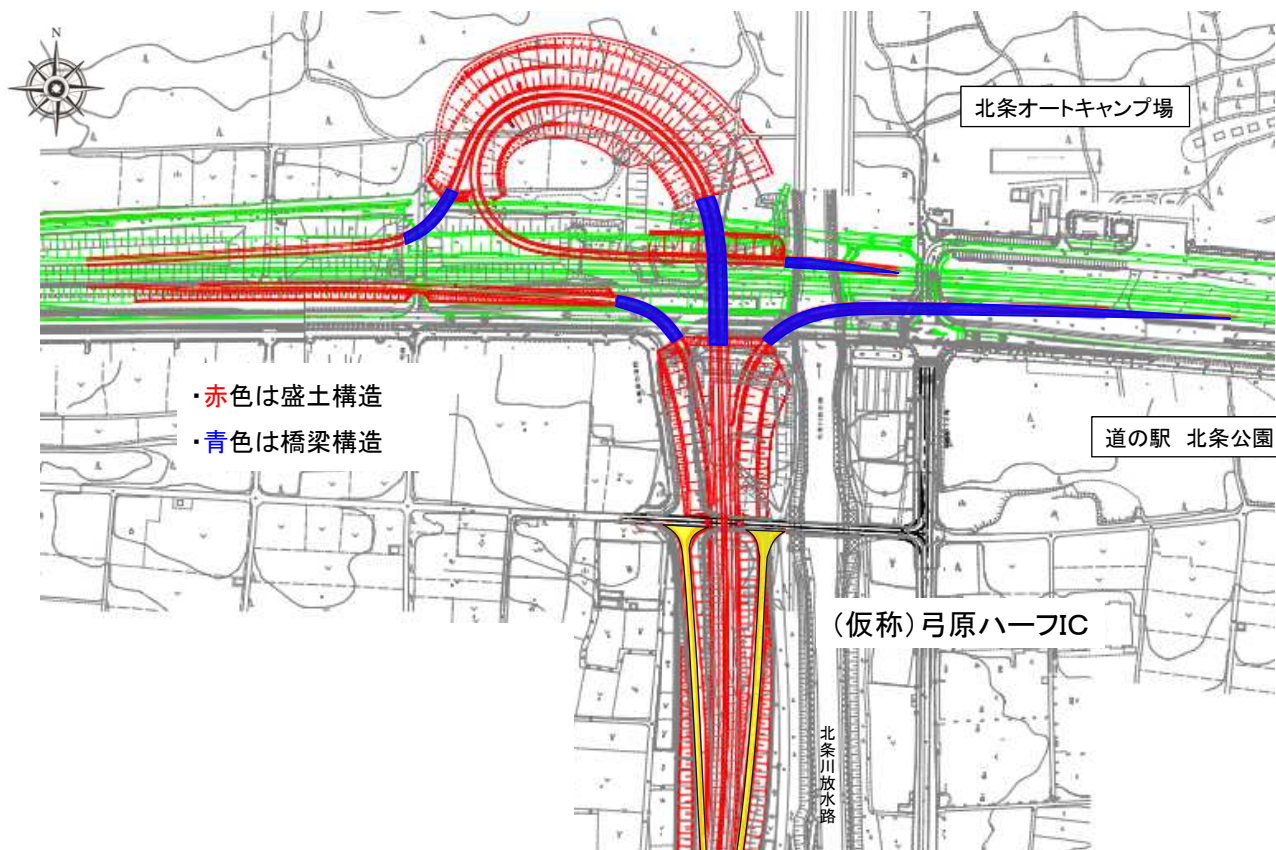 N
北条オートキャンプ場
・赤色は盛土構造
・青色は橋梁構造
道の駅 北条公園
(仮称)弓原ハーフIC
北条川放水路